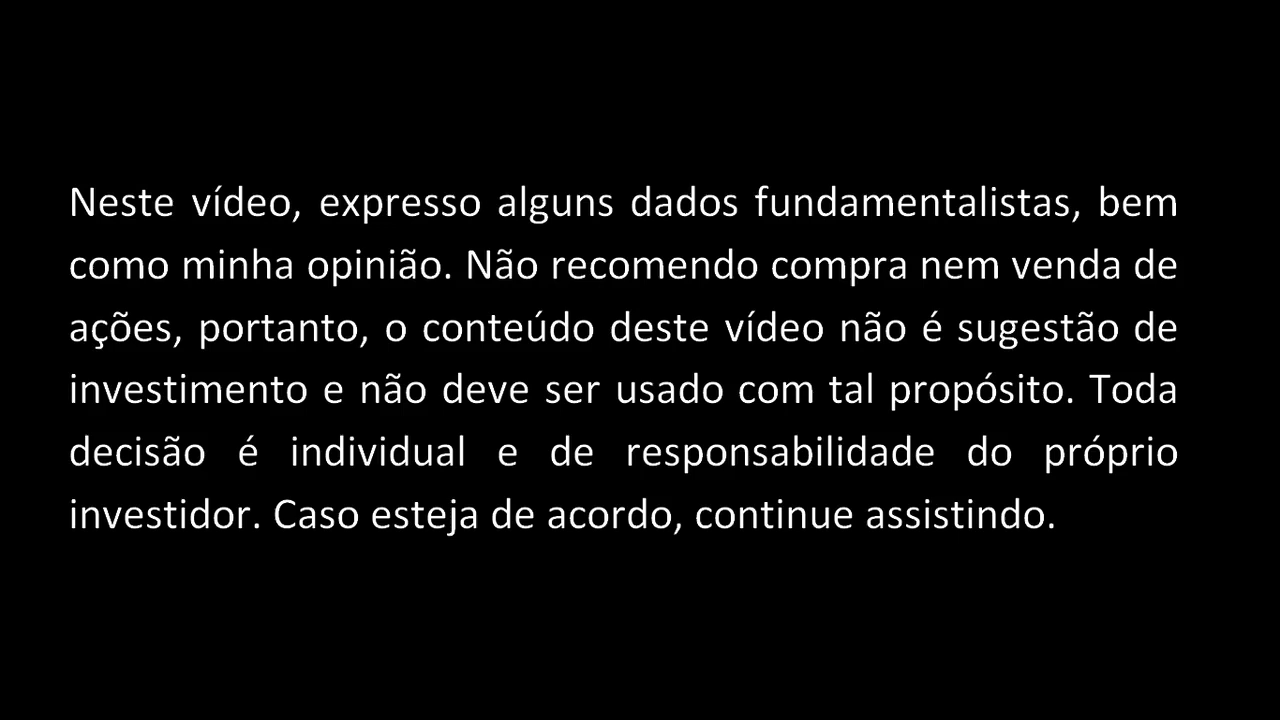 Neste vídeo, expresso alguns dados fundamentalistas, bem
como minha opinião. Não recomendo compra nem venda de
ações, portanto, o conteúdo deste vídeo não é sugestão de
investimento e não deve ser usado com tal propósito. Toda
decisão é individual e de responsabilidade do próprio
investidor. Caso esteja de acordo, continue assistindo.